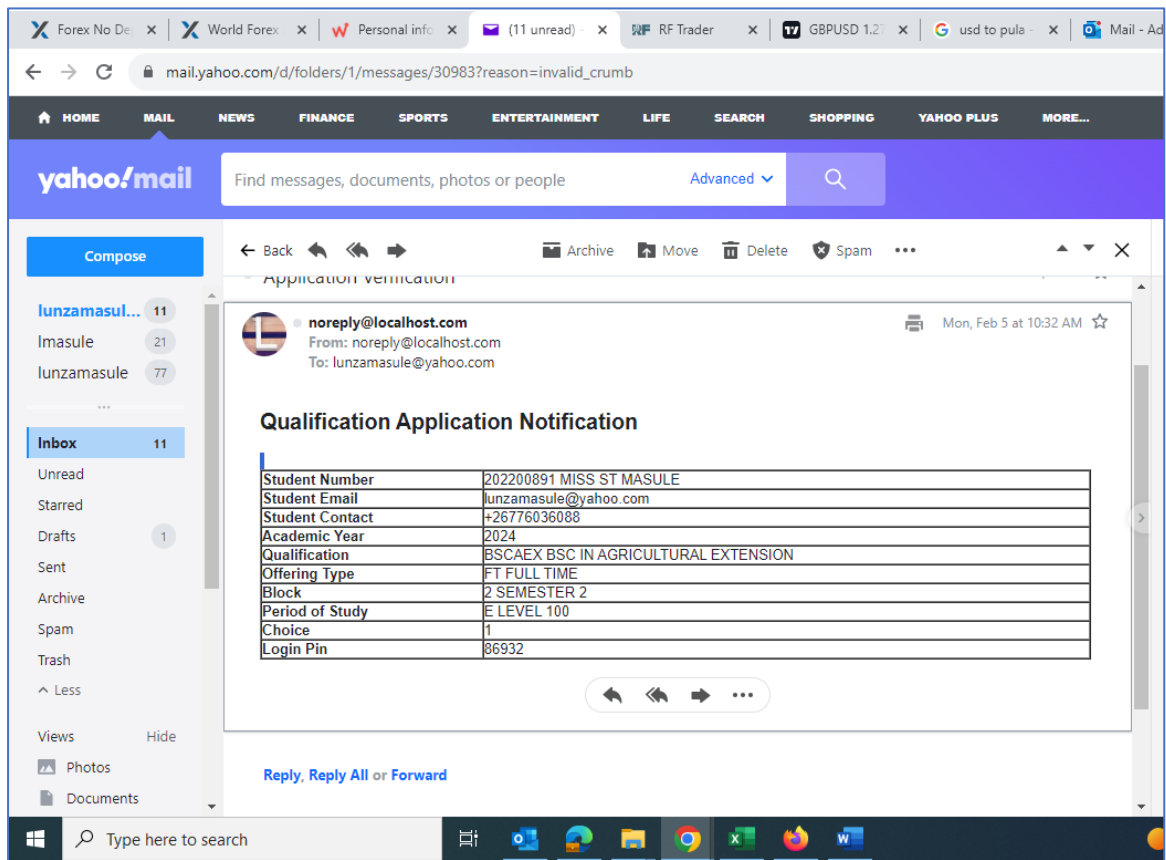 Forex No De
World Forex
Personal info
(11 unread) -
RF Trader
GBPUSD 1.27
usd to pula -
Mail - Ad
mail.yahoo.com/d/folders/1/messages/30983?reason=invalid_crumb
HOME MAIL NEWS FINANCE SPORTS ENTERTAINMENT LIFE SEARCH SHOPPING YAHOO PLUS MORE...
yahoo!mail
Find messages, documents, photos or people Advanced
Compose
Back Archive Move Delete Spam
Application Verification
lunzamasul... 11
lmasule 21
lunzamasule 77
noreply@localhost.com Mon, Feb 5 at 10:32 AM
From: noreply@localhost.com
To: lunzamasule@yahoo.com
Qualification Application Notification
Student Number 202200891 MISS ST MASULE
Student Email lunzamasule@yahoo.com
Student Contact +26776036088
Academic Year 2024
Qualification BSCAEX BSC IN AGRICULTURAL EXTENSION
Offering Type FT FULL TIME
Block 2 SEMESTER 2
Period of Study E LEVEL 100
Choice 1
Login Pin 86932
Reply, Reply All or Forward
Inbox 11
Unread
Starred
Drafts 1
Sent
Archive
Spam
Trash
Less
Views Hide
Photos
Documents
Type here to search